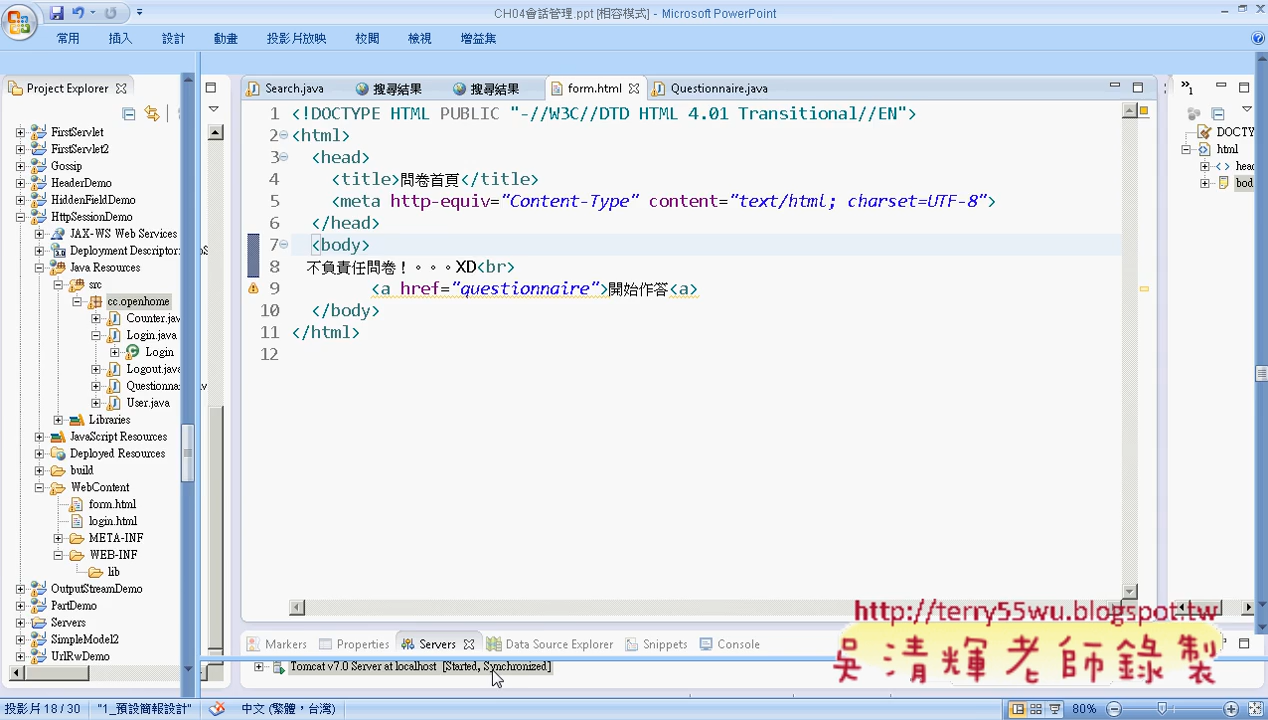 CH04會話管理.ppt [相容模式] - Microsoft PowerPoint
常用 插入 設計 動畫 投影片放映 校閱 檢視 增益集
Project Explorer
Search.java 搜尋結果 搜尋結果 form.html Questionnaire.java
»1
FirstServlet
FirstServlet2
Gossip
HeaderDemo
HiddenFieldDemo
HttpSessionDemo
JAX-WS Web Services
Deployment Descriptor:
Java Resources
src
cc.openhome
Counter.jav
Login.java
Login
Logout.java
Questionna
User.java
Libraries
JavaScript Resources
Deployed Resources
build
WebContent
form.html
login.html
META-INF
WEB-INF
lib
OutputStreamDemo
PartDemo
Servers
SimpleModel2
UrlRwDemo
1 <!DOCTYPE HTML PUBLIC "-//W3C//DTD HTML 4.01 Transitional//EN">
2 <html>
3 <head>
4 <title>問卷首頁</title>
5 <meta http-equiv="Content-Type" content="text/html; charset=UTF-8">
6 </head>
7 <body>
8 不負責任問卷！。。。XD<br>
9 <a href="questionnaire">開始作答<a>
10 </body>
11 </html>
12
DOCTY
html
hea
bod
Markers Properties Servers Data Source Explorer Snippets Console
Tomcat v7.0 Server at localhost [Started, Synchronized]
http://terry55wu.blogspot.tw
吳清輝老師錄製
投影片 18 / 30 "1_預設簡報設計" 中文 (繁體，台灣) 80%